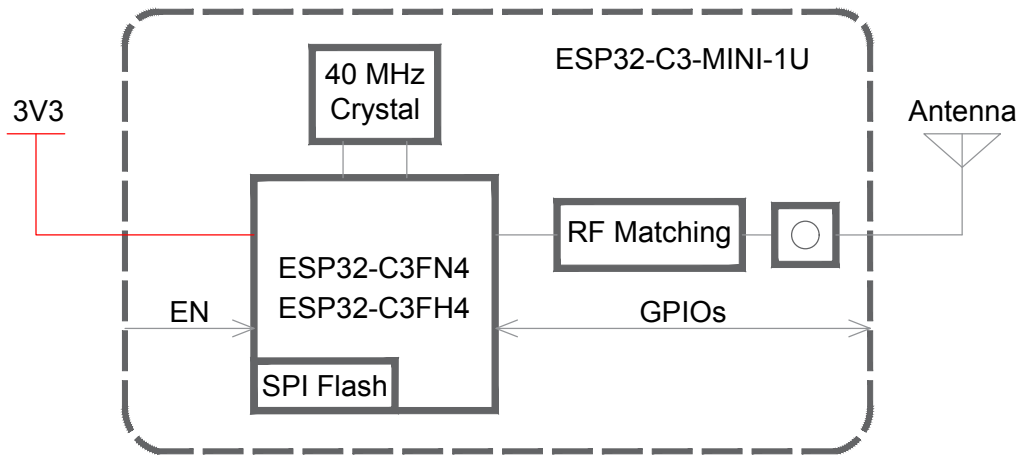 ESP32-C3-MINI-1U
40 MHz
Crystal
3V3
Antenna
RF Matching
ESP32-C3FN4
ESP32-C3FH4
EN
GPIOs
SPI Flash